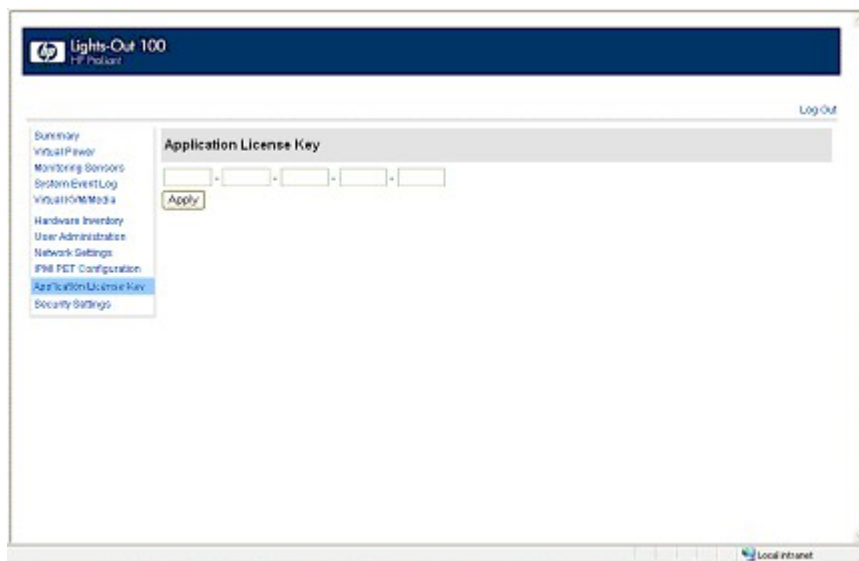 hp Lights-Out 100
HP ProLiant
Log Out
Summary
Virtual Power
Monitoring Sensors
System Event Log
Virtual KVM/Media
Hardware Inventory
User Administration
Network Settings
IPMI PET Configuration
Application License Key
Security Settings
Application License Key
- - - -
Apply
Local intranet